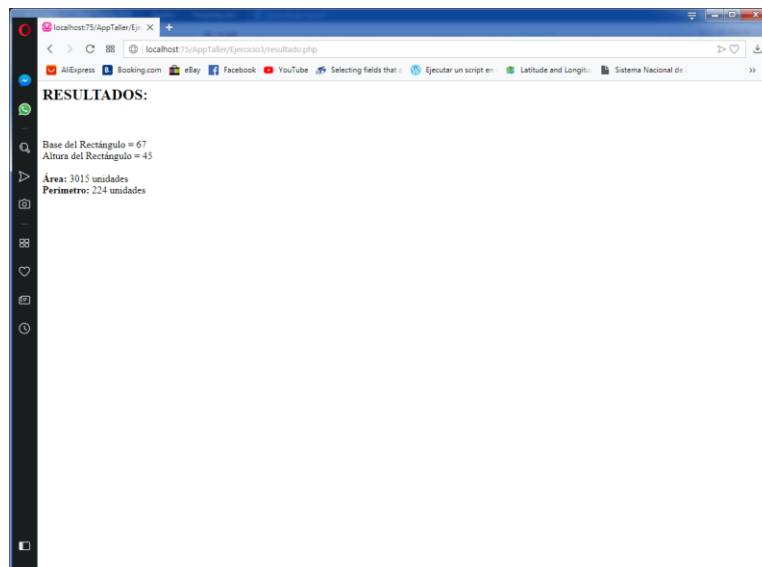 localhost:75/AppTaller/Eje
localhost:75/AppTaller/Ejercicio3/resultado.php
AliExpress B. Booking.com eBay Facebook YouTube Selecting fields that Ejecutar un script en Latitude and Longitu Sistema Nacional de
RESULTADOS:
Base del Rectángulo = 67
Altura del Rectángulo = 45
Área: 3015 unidades
Perimetro: 224 unidades